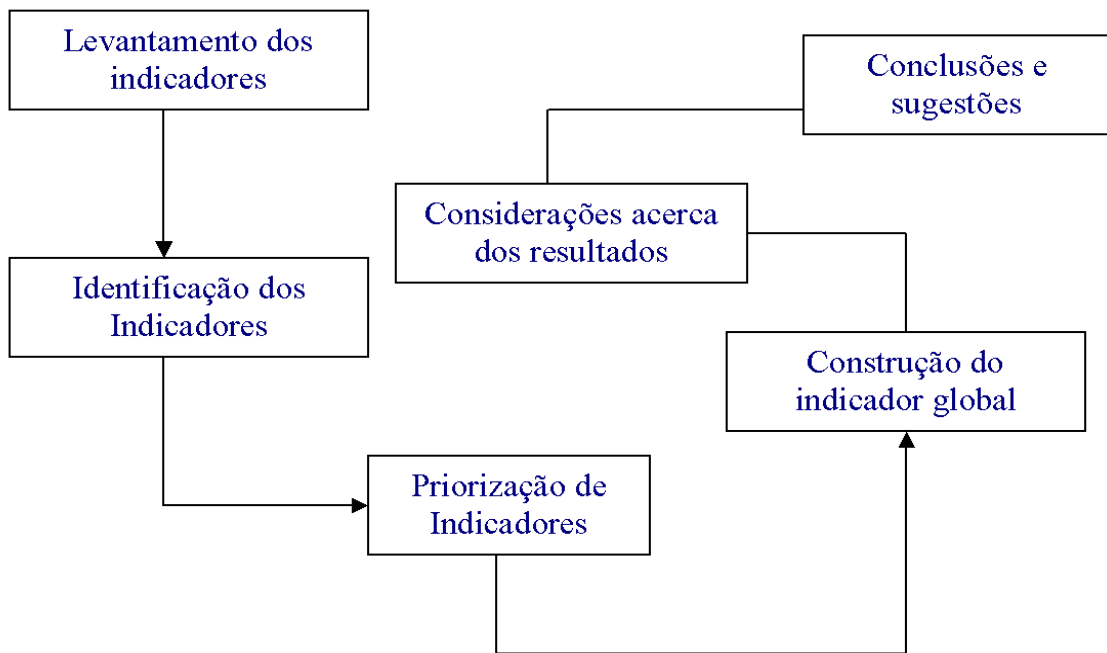 Levantamento dos
indicadores
Conclusões e
sugestões
Considerações acerca
dos resultados
Identificação dos
Indicadores
Construção do
indicador global
Priorização de
Indicadores